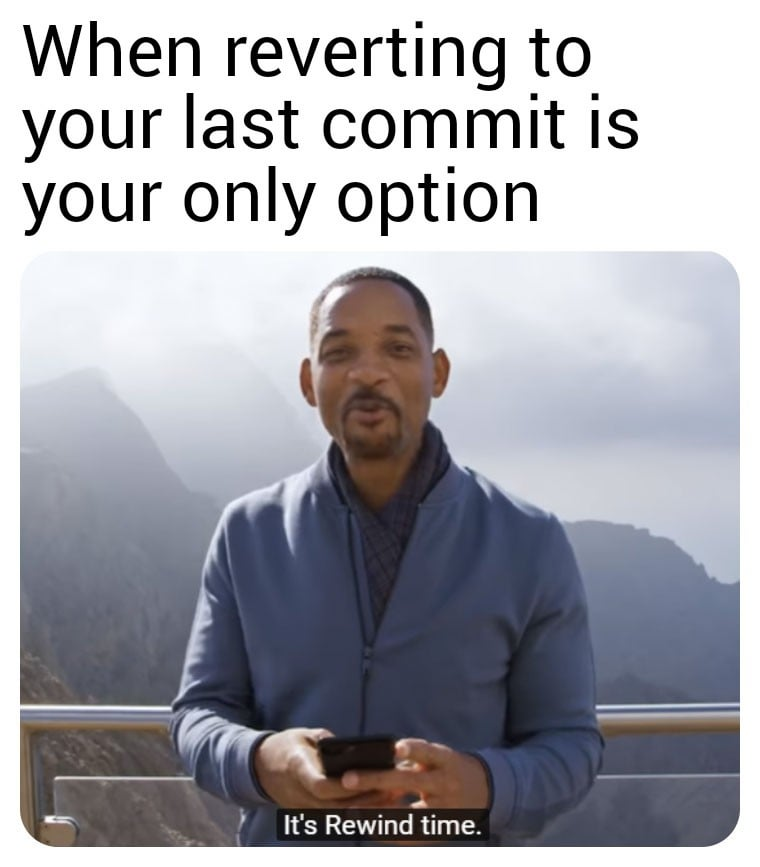 When reverting to
your last commit is
your only option
It's Rewind time.